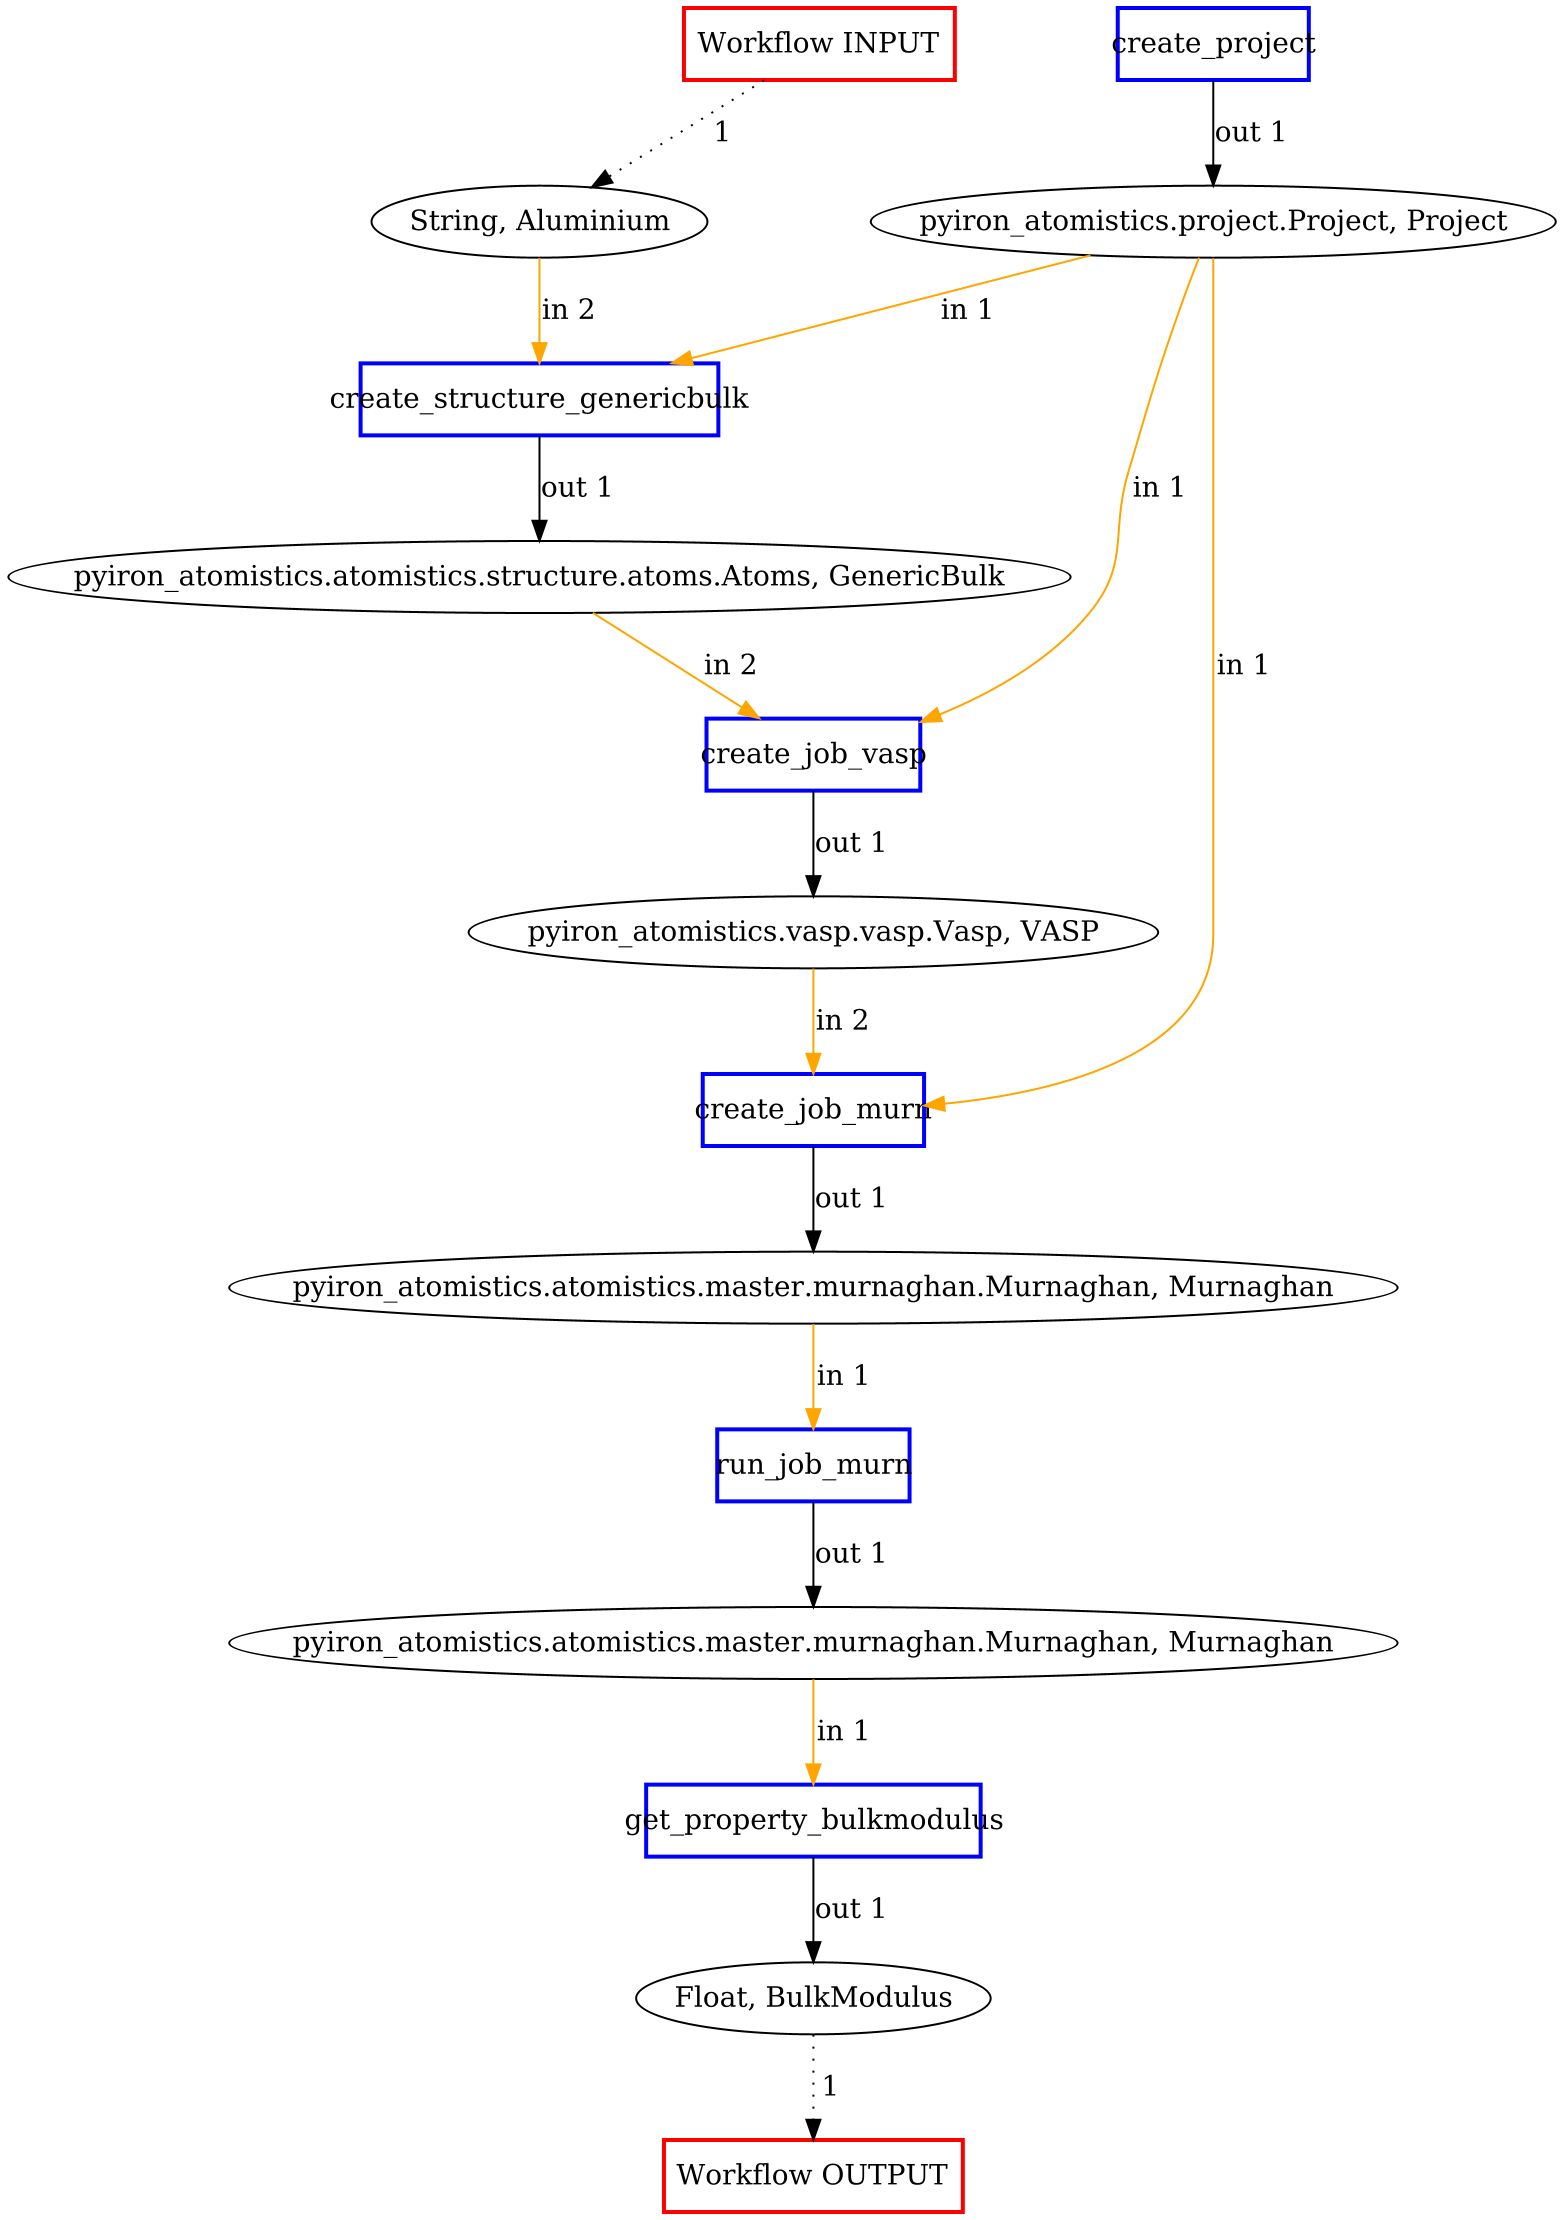 Workflow INPUT
create_project
1
out 1
String, Aluminium
pyiron_atomistics.project.Project, Project
in 2
in 1
create_structure_genericbulk
out 1
in 1
pyiron_atomistics.atomistics.structure.atoms.Atoms, GenericBulk
in 2
in 1
create_job_vasp
out 1
pyiron_atomistics.vasp.vasp.Vasp, VASP
in 2
create_job_murn
out 1
pyiron_atomistics.atomistics.master.murnaghan.Murnaghan, Murnaghan
in 1
run_job_murn
out 1
pyiron_atomistics.atomistics.master.murnaghan.Murnaghan, Murnaghan
in 1
get_property_bulkmodulus
out 1
Float, BulkModulus
1
Workflow OUTPUT